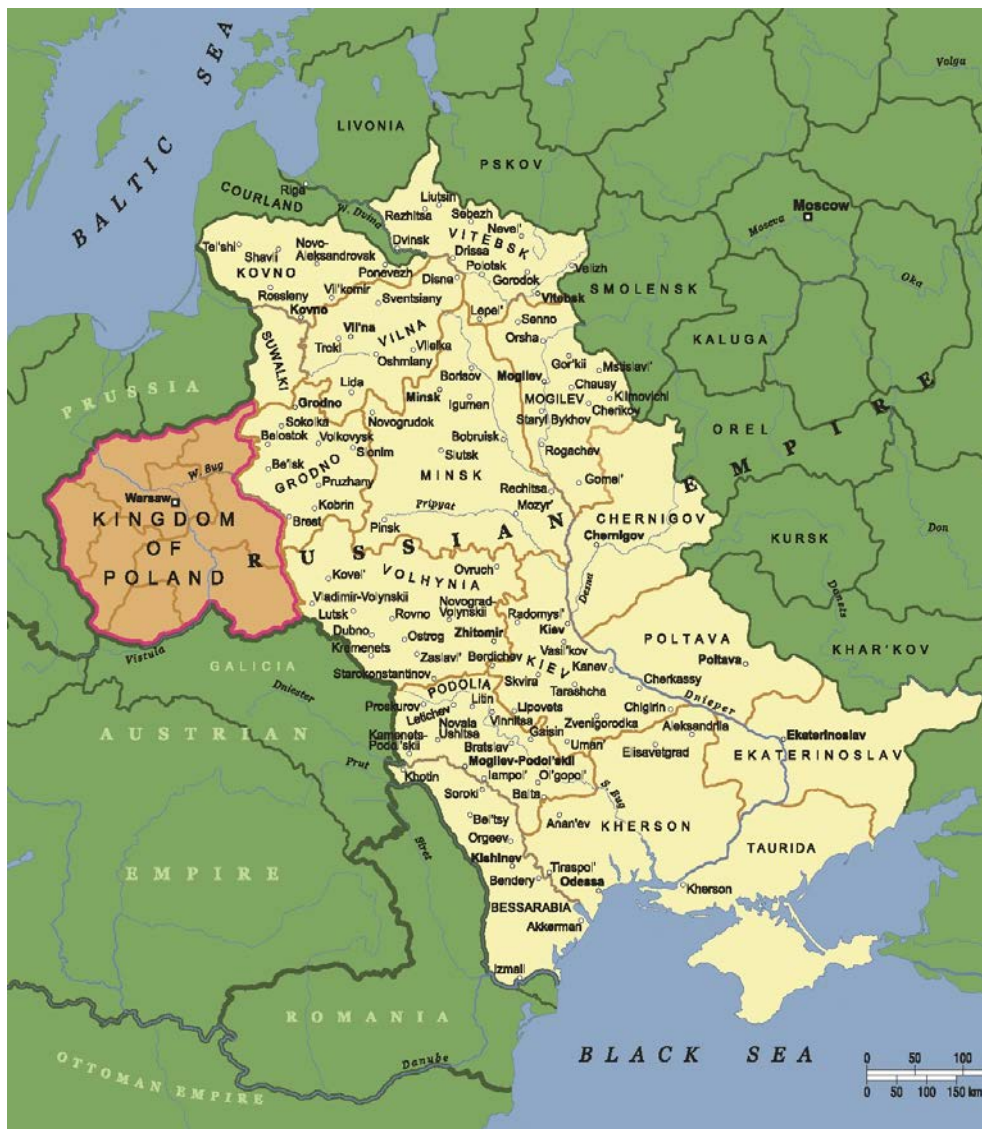 BALTIC SEA
LIVONIA
PSKOV
Volga
COURLAND
Riga
W. Dvina
Liutsin
Rezhitsa
Sebezh
Nevel'
VITEBSK
Dvinsk
Drissa
Moscow
Moscva
Oka
Tel'shi
Shavli
Novo-
Aleksandrovsk
KOVNO
Ponevezh
Disna
Polotsk
Gorodok
Velizh
Rossieny
Vil'komir
Sventsiany
Vitebsk
SMOLENSK
Kovno
Lepel'
Senno
KALUGA
Vil'na
VILNA
Troki
Vileika
Oshmiany
Orsha
SUWALKI
Gor'kii
Mstislavl'
Borisov
Mogilev
Chausy
Klimovichi
MOGILEV
Cherikov
PRUSSIA
Lida
Grodno
Minsk
Igumen
Novogrudok
Staryi Bykhov
OREL
Sokolka
Belostok
Volkovysk
Slonim
Bobruisk
Slutsk
Rogachev
Be'lsk
GRODNO
Pruzhany
MINSK
Gomel'
W. Bug
Warsaw
Rechitsa
Kobrin
Brest
Pinsk
Pripyat
Mozyr'
CHERNIGOV
Chernigov
KURSK
Don
KINGDOM
OF
POLAND
RUSSIAN EMPIRE
Desna
Donets
Kovel'
VOLHYNIA
Ovruch
Vladimir-Volynskii
Novograd-
Volynskii
Radomysl'
Lutsk
Rovno
Kiev
POLTAVA
Dubno
Ostrog
Zhitomir
Vasil'kov
KHAR'KOV
Vistula
Kremenets
Zaslavl'
Berdichev
KIEV
Kanev
Poltava
GALICIA
Starokonstantinov
Skvira
Cherkassy
Dniester
PODOLIA
Tarashcha
Dnieper
Proskurov
Litin
Letichev
Lipovets
Chigirin
Vinnitsa
Zvenigorodka
Aleksandriia
AUSTRIAN
EMPIRE
Kamenets-
Podol'skii
Novaia
Ushitsa
Gaisin
Bratslav
Uman'
Elisavetgrad
Ekaterinoslav
EKATERINOSLAV
Prut
Mogilev-Podol'skii
Khotin
Iampol'
Ol'gopol'
Soroki
Balta
S. Bug
Bel'tsy
Anan'ev
KHERSON
Siret
Orgeev
TAURIDA
Kishinev
Tiraspol'
Bendery
Odessa
Kherson
BESSARABIA
Akkerman
Izmail
ROMANIA
Danube
OTTOMAN EMPIRE
BLACK SEA
0 50 100
0 50 100 150 km